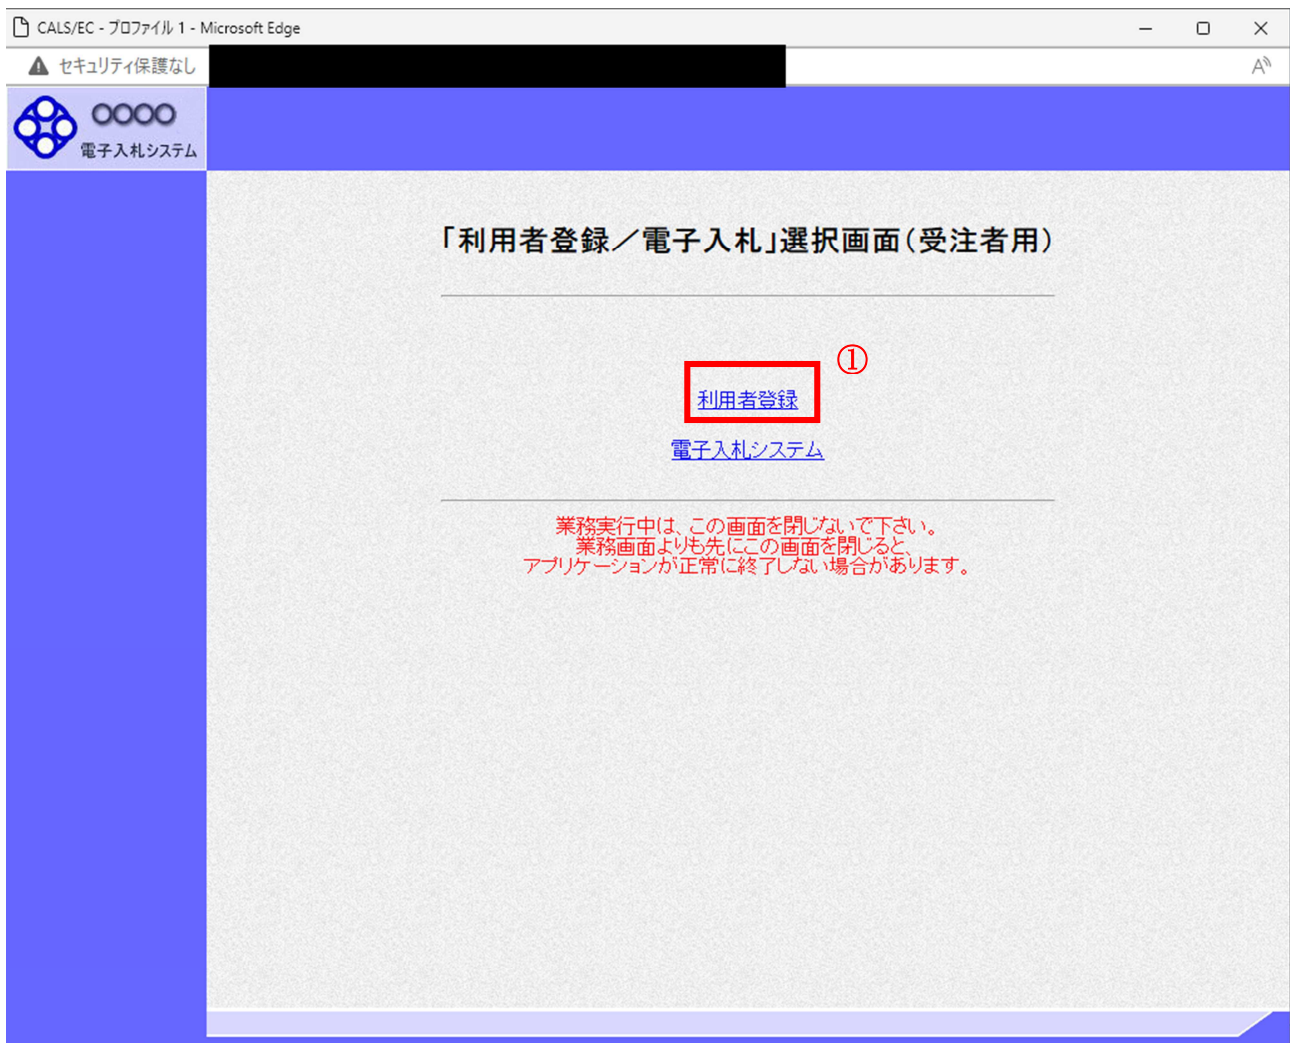 CALS/EC - プロファイル 1 - Microsoft Edge
セキュリティ保護なし
A
○○○○
電子入札システム
「利用者登録／電子入札」選択画面（受注者用）
①
利用者登録
電子入札システム
業務実行中は、この画面を閉じないで下さい。
業務画面よりも先にこの画面を閉じると、
アプリケーションが正常に終了しない場合があります。